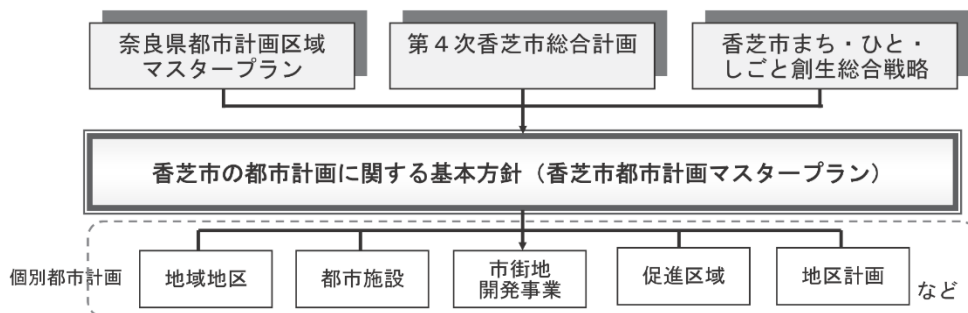 奈良県都市計画区域
マスタープラン
第４次香芝市総合計画
香芝市まち・ひと・
しごと創生総合戦略
香芝市の都市計画に関する基本方針（香芝市都市計画マスタープラン）
個別都市計画
地域地区
都市施設
市街地
開発事業
促進区域
地区計画
など